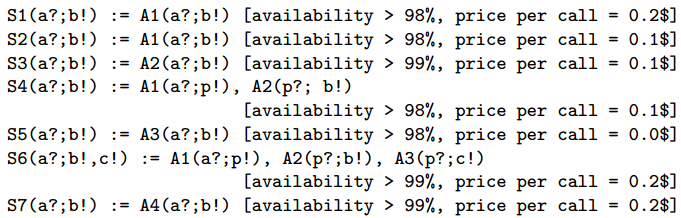 S1(a?;b!) := A1(a?;b!) [availability > 98%, price per call = 0.2$]
S2(a?;b!) := A1(a?;b!) [availability > 98%, price per call = 0.1$]
S3(a?;b!) := A2(a?;b!) [availability > 99%, price per call = 0.1$]
S4(a?;b!) := A1(a?;p!), A2(p?; b!)
[availability > 98%, price per call = 0.1$]
S5(a?;b!) := A3(a?;b!) [availability > 98%, price per call = 0.0$]
S6(a?;b!,c!) := A1(a?;p!), A2(p?;b!), A3(p?;c!)
[availability > 99%, price per call = 0.2$]
S7(a?;b!) := A4(a?;b!) [availability > 99%, price per call = 0.2$]